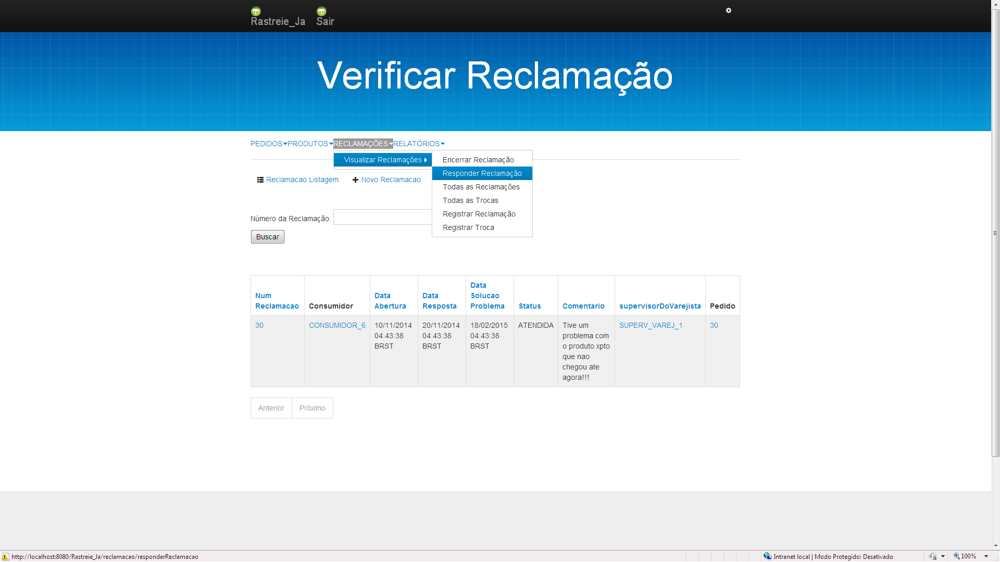 Rastreie_Ja Sair
Verificar Reclamação
PEDIDOS PRODUTOS RECLAMAÇÕES RELATÓRIOS
Visualizar Reclamações
Encerrar Reclamação
Responder Reclamação
Todas as Reclamações
Todas as Trocas
Registrar Reclamação
Registrar Troca
Reclamacao Listagem Novo Reclamacao
Número da Reclamação:
Buscar
Num Reclamacao Consumidor Data Abertura Data Resposta Data Solucao Problema Status Comentario supervisorDoVarejista Pedido
30 CONSUMIDOR_6 10/11/2014 04:43:38 BRST 20/11/2014 04:43:38 BRST 18/02/2015 04:43:38 BRST ATENDIDA Tive um problema com o produto xpto que nao chegou ate agora!!! SUPERV_VAREJ_1 30
Anterior Próximo
http://localhost:8080/Rastreie_Ja/reclamacao/responderReclamacao Intranet local | Modo Protegido: Desativado 100%